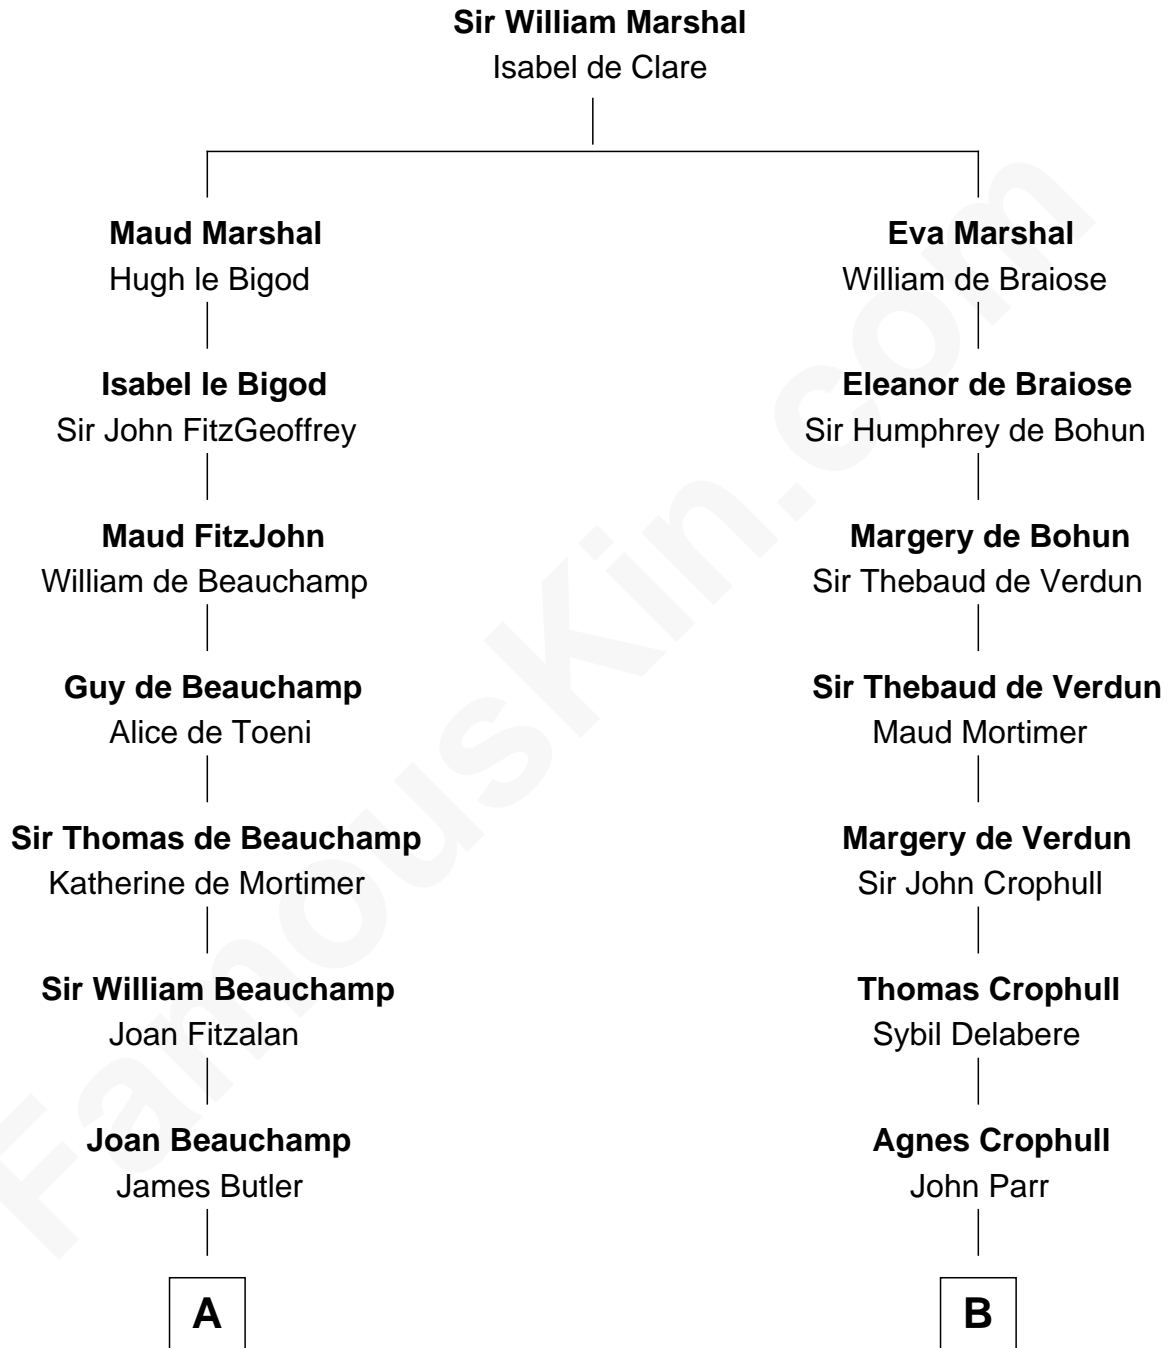 Sir William Marshal
Isabel de Clare
Maud Marshal
Hugh le Bigod
Eva Marshal
William de Braiose
Isabel le Bigod
Sir John FitzGeoffrey
Eleanor de Braiose
Sir Humphrey de Bohun
Maud FitzJohn
William de Beauchamp
Margery de Bohun
Sir Thebaud de Verdun
Guy de Beauchamp
Alice de Toeni
Sir Thebaud de Verdun
Maud Mortimer
Sir Thomas de Beauchamp
Katherine de Mortimer
Margery de Verdun
Sir John Crophull
Sir William Beauchamp
Joan Fitzalan
Thomas Crophull
Sybil Delabere
Joan Beauchamp
James Butler
Agnes Crophull
John Parr
A
B
FamousKin.com